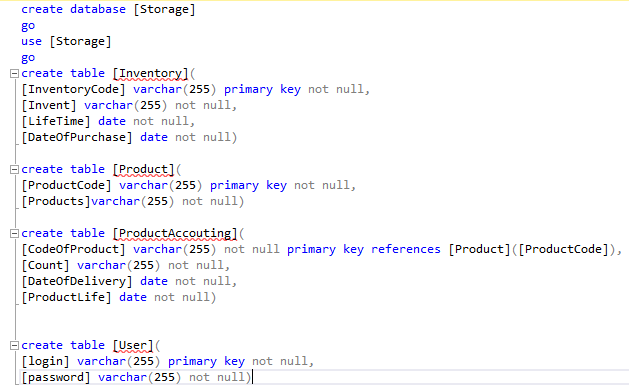 create database [Storage]
go
use [Storage]
go
create table [Inventory](
[InventoryCode] varchar(255) primary key not null,
[Invent] varchar(255) not null,
[LifeTime] date not null,
[DateOfPurchase] date not null)
create table [Product](
[ProductCode] varchar(255) primary key not null,
[Products]varchar(255) not null)
create table [ProductAccouting](
[CodeOfProduct] varchar(255) not null primary key references [Product]([ProductCode]),
[Count] varchar(255) not null,
[DateOfDelivery] date not null,
[ProductLife] date not null)
create table [User](
[login] varchar(255) primary key not null,
[password] varchar(255) not null)